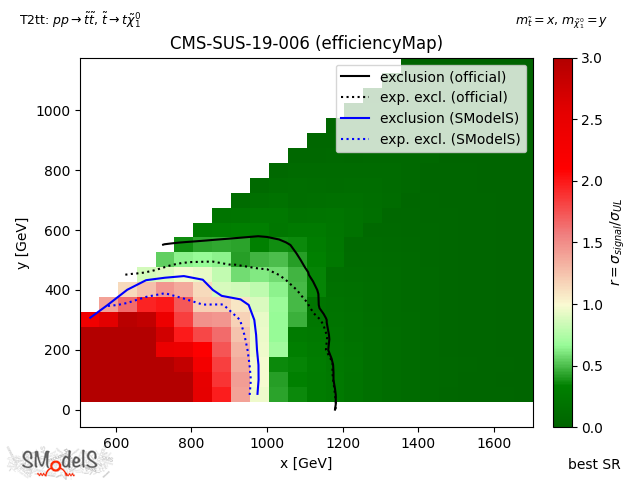 T2tt: pp → t̃t̃, t̃ → tχ̃⁰₁
m_t̃ = x, m_χ̃⁰₁ = y
CMS-SUS-19-006 (efficiencyMap)
exclusion (official)
exp. excl. (official)
exclusion (SModelS)
exp. excl. (SModelS)
y [GeV]
1000
800
600
400
200
0
600
800
1000
1200
1400
1600
x [GeV]
3.0
2.5
2.0
1.5
1.0
0.5
0.0
r = σ_signal/σ_UL
best SR
SModelS